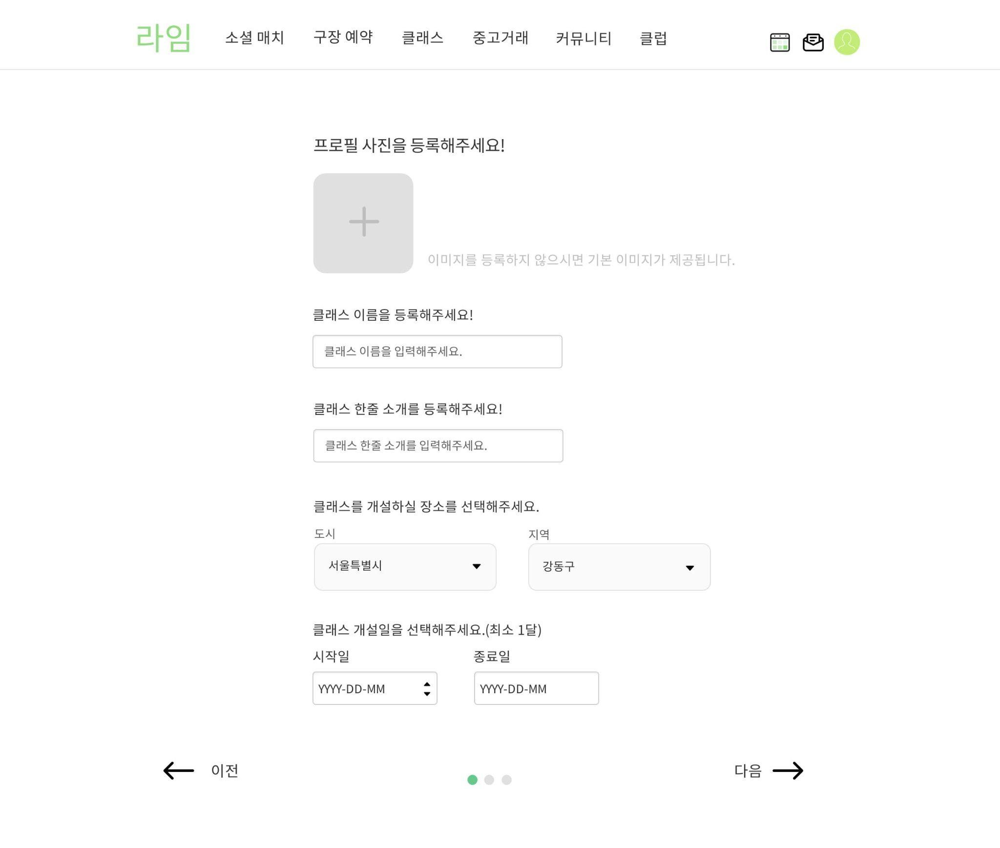 라임
소셜 매치 구장 예약 클래스 중고거래 커뮤니티 클럽
프로필 사진을 등록해주세요!
이미지를 등록하지 않으시면 기본 이미지가 제공됩니다.
클래스 이름을 등록해주세요!
클래스 이름을 입력해주세요.
클래스 한줄 소개를 등록해주세요!
클래스 한줄 소개를 입력해주세요.
클래스를 개설하실 장소를 선택해주세요.
도시 지역
서울특별시 강동구
클래스 개설일을 선택해주세요.(최소 1달)
시작일 종료일
YYYY-DD-MM YYYY-DD-MM
이전 다음